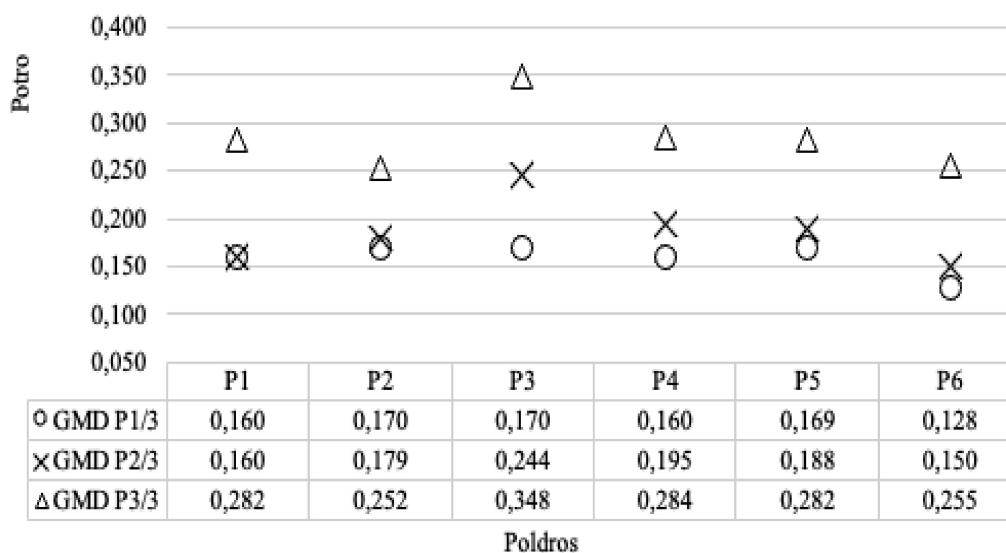 Potro
0,400
0,350
0,300
0,250
0,200
0,150
0,100
0,050
P1 P2 P3 P4 P5 P6
GMD P1/3 0,160 0,170 0,170 0,160 0,169 0,128
GMD P2/3 0,160 0,179 0,244 0,195 0,188 0,150
GMD P3/3 0,282 0,252 0,348 0,284 0,282 0,255
Poldros